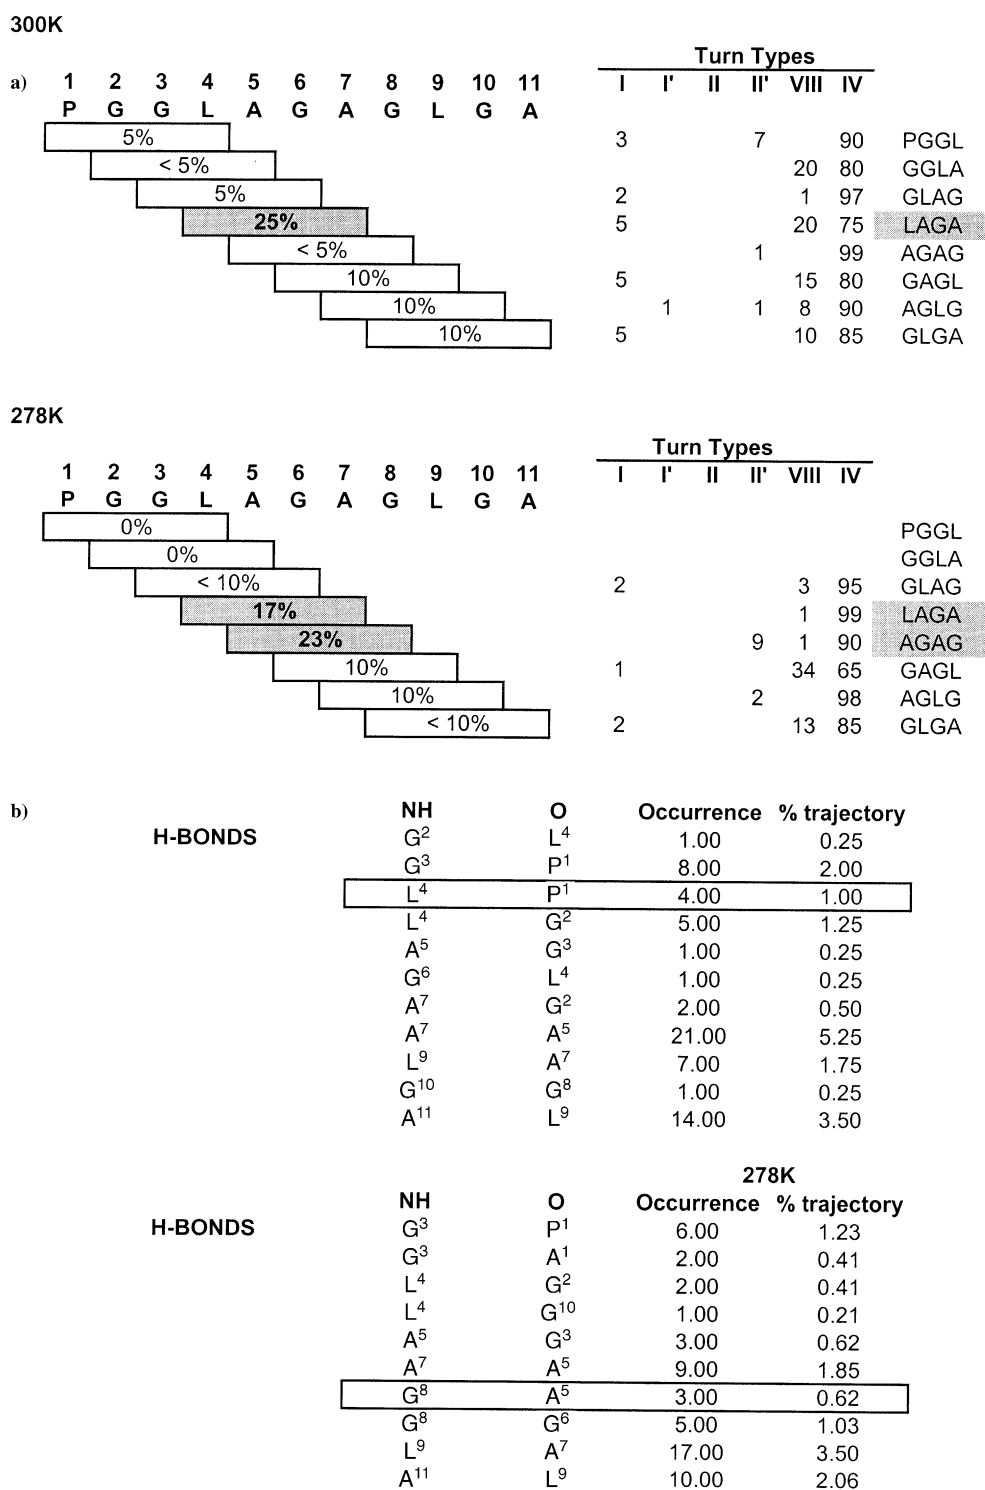 300K
Turn Types
a) 1 2 3 4 5 6 7 8 9 10 11 I I' II II' VIII IV
P G G L A G A G L G A
5% 3 7 90 PGGL
< 5% 20 80 GGLA
5% 2 1 97 GLAG
25% 5 20 75 LAGA
< 5% 1 99 AGAG
10% 5 15 80 GAGL
10% 1 1 8 90 AGLG
10% 5 10 85 GLGA
278K
Turn Types
1 2 3 4 5 6 7 8 9 10 11 I I' II II' VIII IV
P G G L A G A G L G A
0% PGGL
0% GGLA
< 10% 2 3 95 GLAG
17% 1 99 LAGA
23% 9 1 90 AGAG
10% 1 34 65 GAGL
10% 2 98 AGLG
< 10% 2 13 85 GLGA
b) NH O Occurrence % trajectory
H-BONDS G² L⁴ 1.00 0.25
G³ P¹ 8.00 2.00
L⁴ P¹ 4.00 1.00
L⁴ G² 5.00 1.25
A⁵ G³ 1.00 0.25
G⁶ L⁴ 1.00 0.25
A⁷ G² 2.00 0.50
A⁷ A⁵ 21.00 5.25
L⁹ A⁷ 7.00 1.75
G¹⁰ G⁸ 1.00 0.25
A¹¹ L⁹ 14.00 3.50
278K
NH O Occurrence % trajectory
H-BONDS G³ P¹ 6.00 1.23
G³ A¹ 2.00 0.41
L⁴ G² 2.00 0.41
L⁴ G¹⁰ 1.00 0.21
A⁵ G³ 3.00 0.62
A⁷ A⁵ 9.00 1.85
G⁸ A⁵ 3.00 0.62
G⁸ G⁶ 5.00 1.03
L⁹ A⁷ 17.00 3.50
A¹¹ L⁹ 10.00 2.06